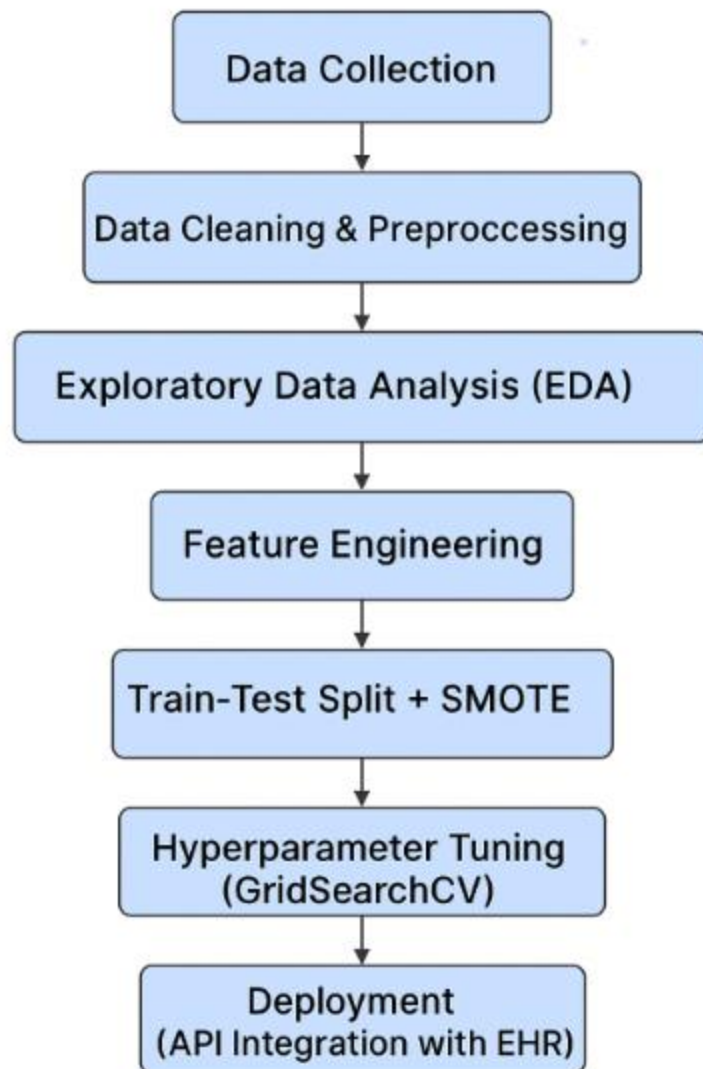 Data Collection
Data Cleaning & Preproccessing
Exploratory Data Analysis (EDA)
Feature Engineering
Train-Test Split + SMOTE
Hyperparameter Tuning
(GridSearchCV)
Deployment
(API Integration with EHR)